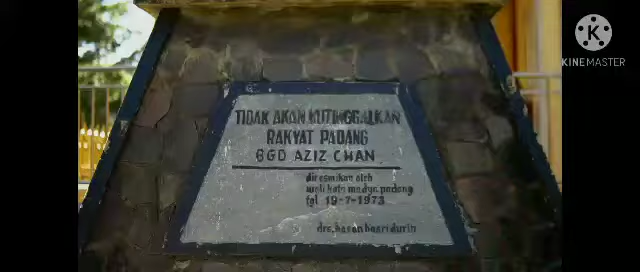 TIDAK AKAN KUTINGGALKAN
RAKYAT PADANG
BGD AZIZ CHAN
diresmikan oleh
wali kota madya padang
tgl 19-7-1973
drs. hasan basri durin
K
KINEMASTER